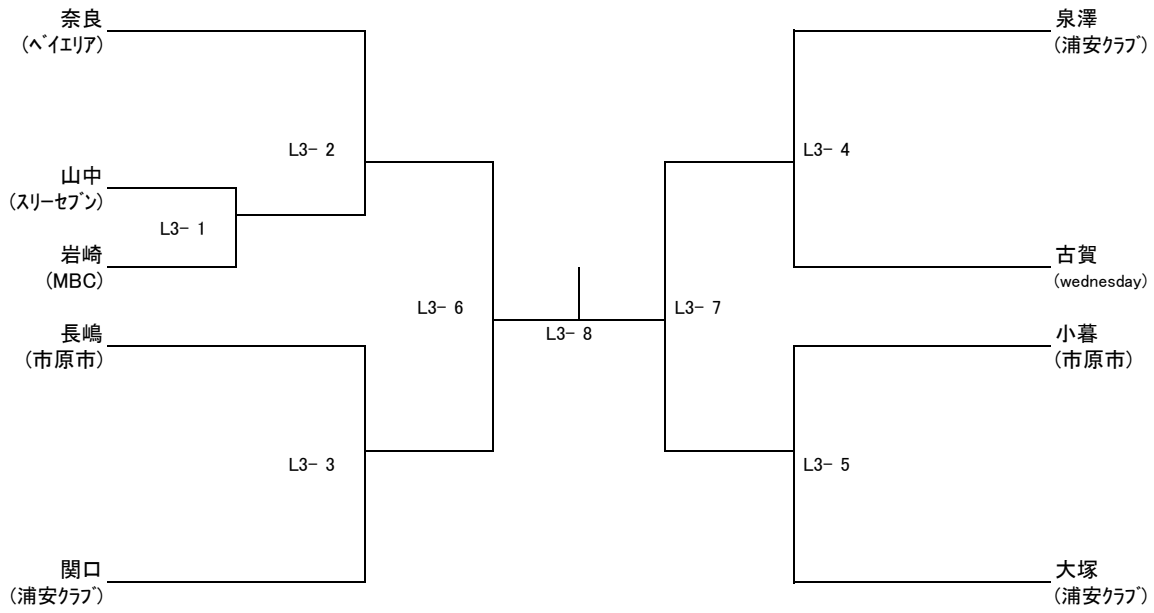 奈良
(ﾍﾞｲｴﾘｱ)
L3- 2
山中
(ｽﾘｰｾﾌﾞﾝ)
L3- 1
岩崎
(MBC)
L3- 6
長嶋
(市原市)
L3- 3
関口
(浦安ｸﾗﾌﾞ)
L3- 8
泉澤
(浦安ｸﾗﾌﾞ)
L3- 4
古賀
(wednesday)
L3- 7
小暮
(市原市)
L3- 5
大塚
(浦安ｸﾗﾌﾞ)